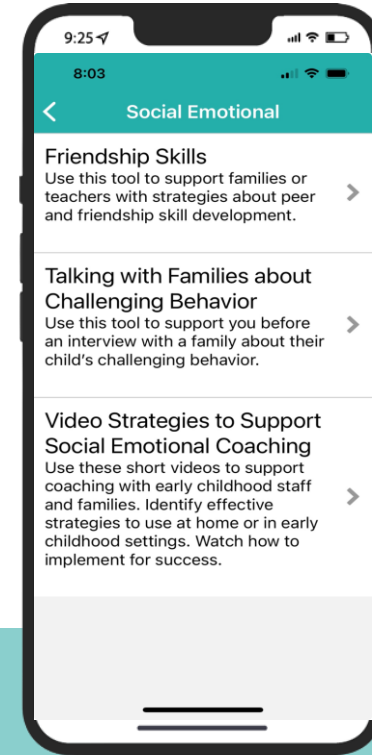 9:25
8:03
Social Emotional
Friendship Skills
Use this tool to support families or
teachers with strategies about peer
and friendship skill development.
Talking with Families about
Challenging Behavior
Use this tool to support you before
an interview with a family about their
child's challenging behavior.
Video Strategies to Support
Social Emotional Coaching
Use these short videos to support
coaching with early childhood staff
and families. Identify effective
strategies to use at home or in early
childhood settings. Watch how to
implement for success.